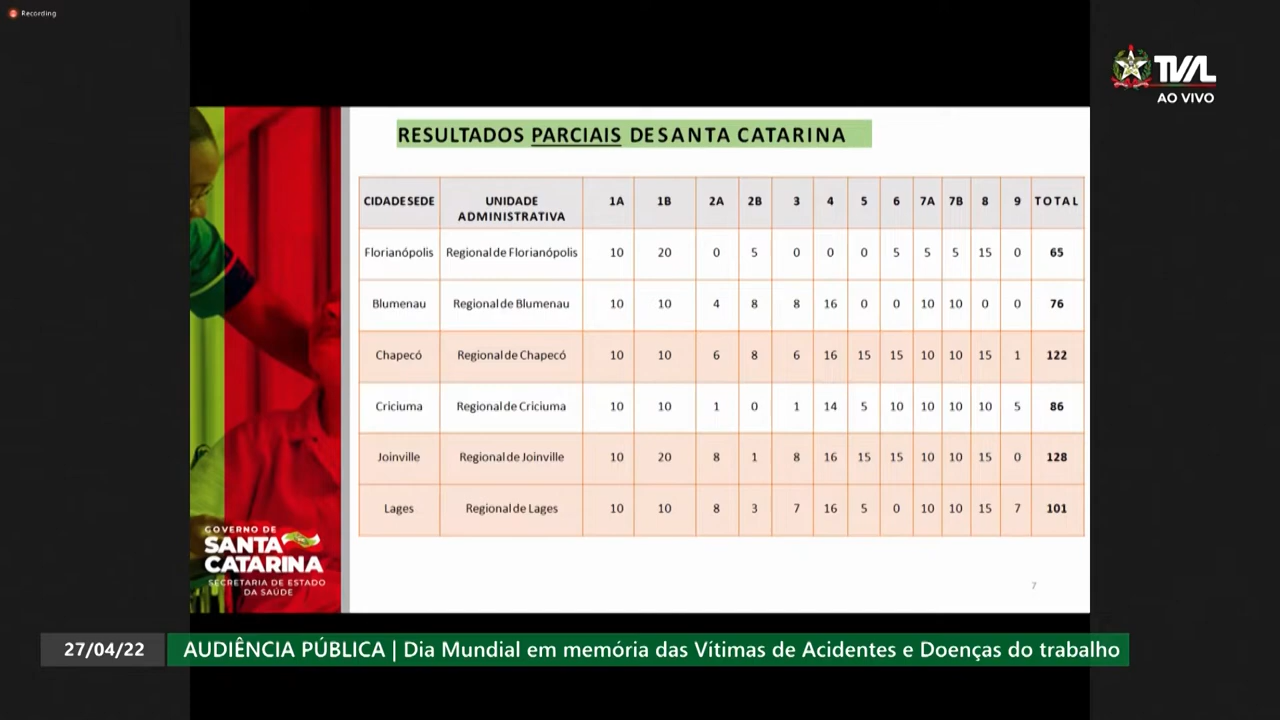 Recording
TVAL
AO VIVO
RESULTADOS PARCIAIS DE SANTA CATARINA
CIDADE SEDE UNIDADE ADMINISTRATIVA 1A 1B 2A 2B 3 4 5 6 7A 7B 8 9 TOTAL
Florianópolis Regional de Florianópolis 10 20 0 5 0 0 0 5 5 5 15 0 65
Blumenau Regional de Blumenau 10 10 4 8 8 16 0 0 10 10 0 0 76
Chapecó Regional de Chapecó 10 10 6 8 6 16 15 15 10 10 15 1 122
Criciuma Regional de Criciuma 10 10 1 0 1 14 5 10 10 10 10 5 86
Joinville Regional de Joinville 10 20 8 1 8 16 15 15 10 10 15 0 128
Lages Regional de Lages 10 10 8 3 7 16 5 0 10 10 15 7 101
GOVERNO DE
SANTA
CATARINA
SECRETARIA DE ESTADO
DA SAÚDE
7
27/04/22 AUDIÊNCIA PÚBLICA | Dia Mundial em memória das Vítimas de Acidentes e Doenças do trabalho